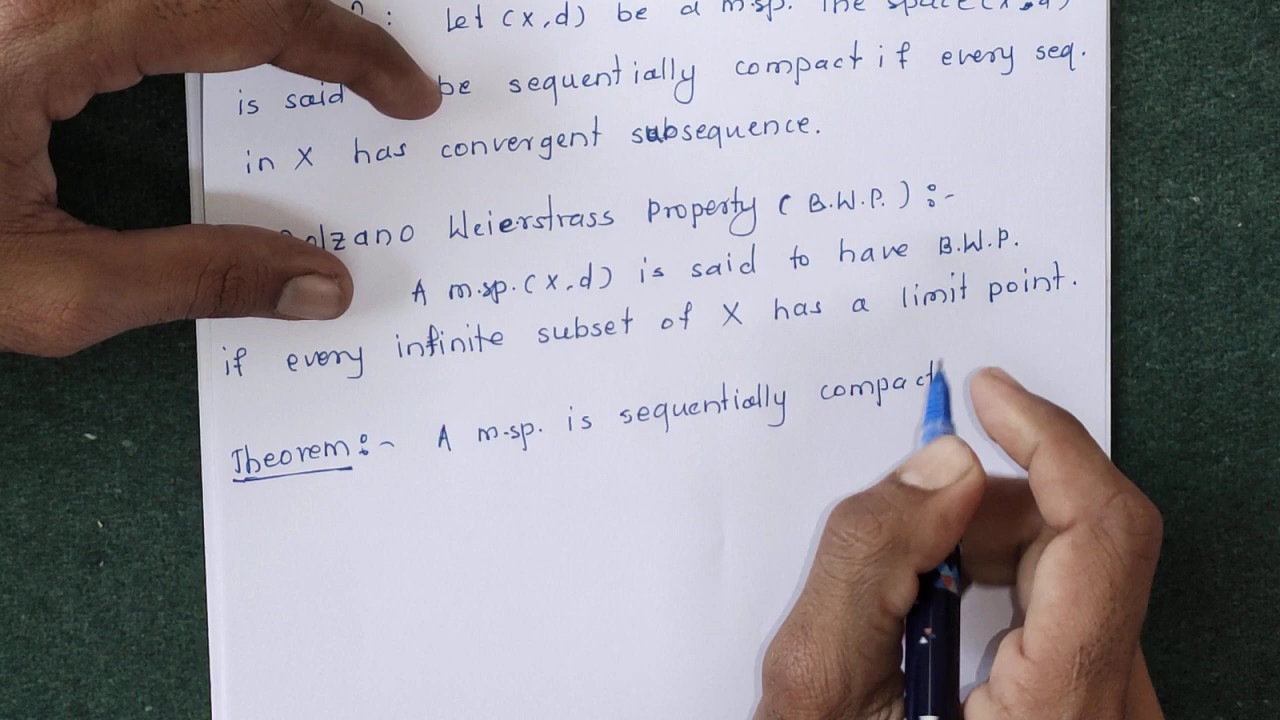 : Let (X,d) be a m.sp. The space (X,d)
is said be sequentially compact if every seq.
in X has convergent subsequence.
olzano Weierstrass Property (B.W.P.) :-
A m.sp. (X,d) is said to have B.W.P.
if every infinite subset of X has a limit point.
Theorem :- A m.sp. is sequentially compact